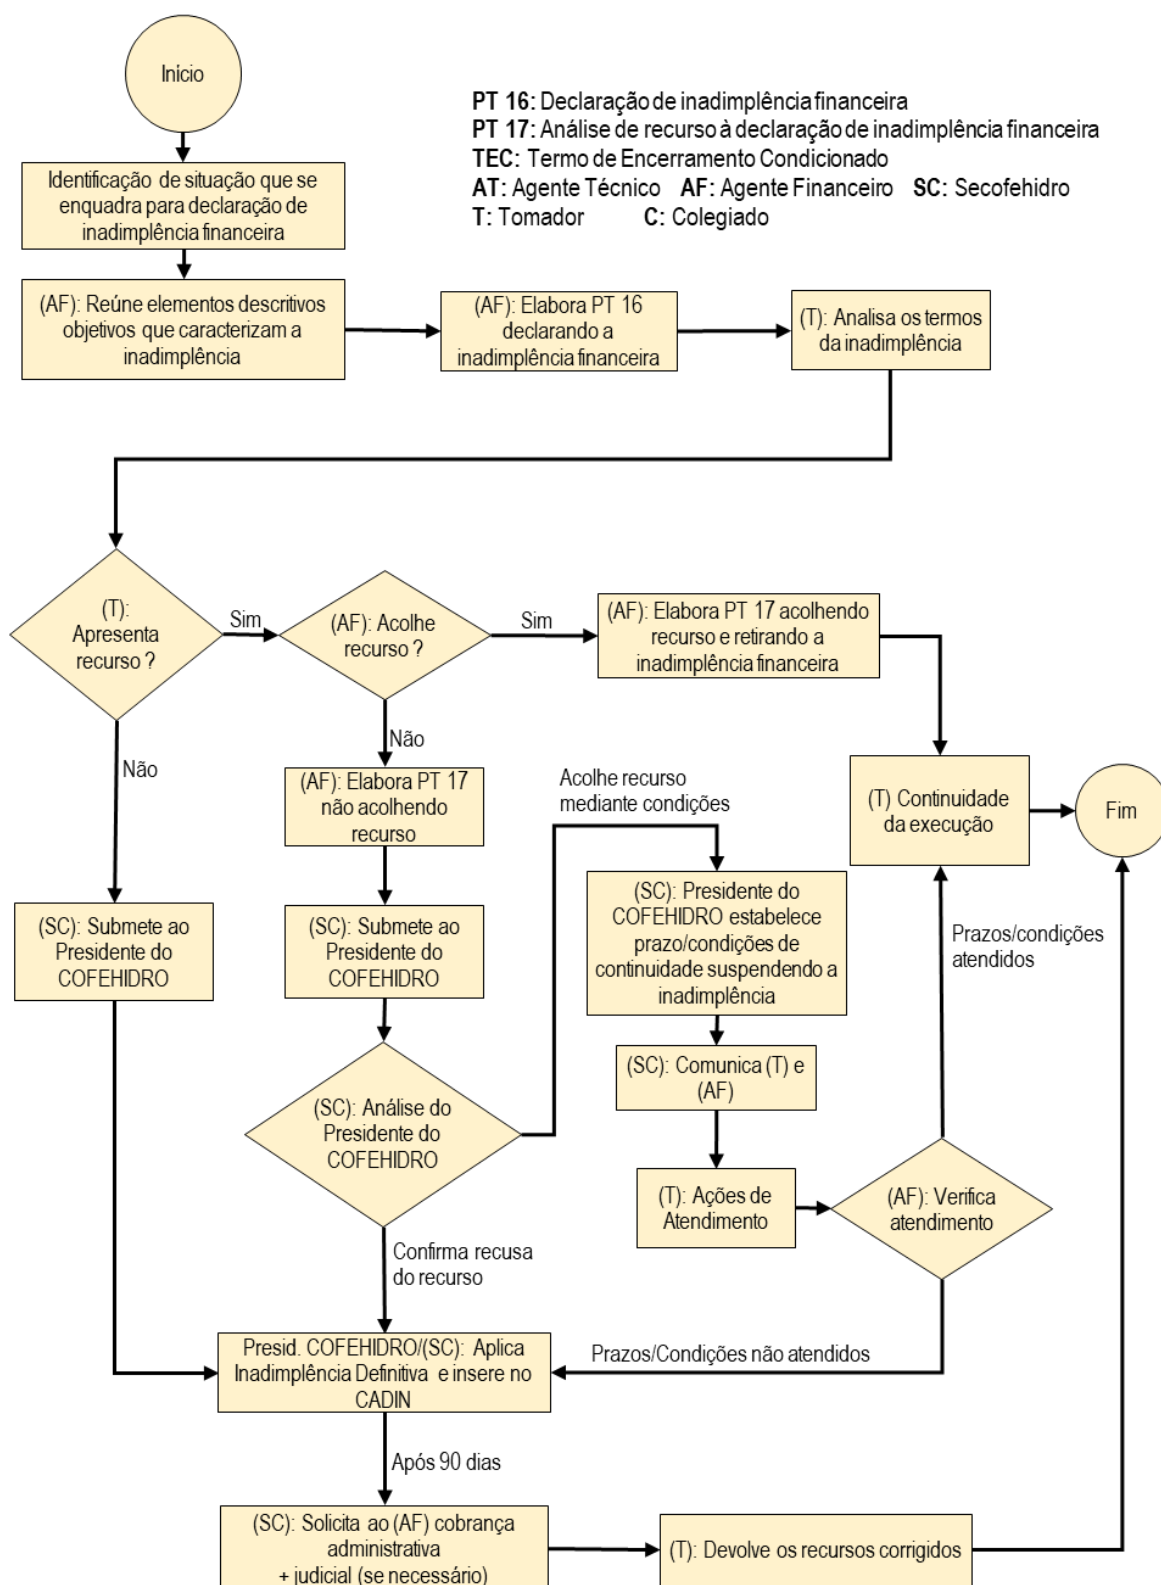 Início
PT 16: Declaração de inadimplência financeira
PT 17: Análise de recurso à declaração de inadimplência financeira
TEC: Termo de Encerramento Condicionado
AT: Agente Técnico AF: Agente Financeiro SC: Secofehidro
T: Tomador C: Colegiado
Identificação de situação que se
enquadra para declaração de
inadimplência financeira
(AF): Reúne elementos descritivos
objetivos que caracterizam a
inadimplência
(AF): Elabora PT 16
declarando a
inadimplência financeira
(T): Analisa os termos
da inadimplência
(T):
Apresenta
recurso ?
Sim
(AF): Acolhe
recurso ?
Sim
(AF): Elabora PT 17 acolhendo
recurso e retirando a
inadimplência financeira
Não
Não
(AF): Elabora PT 17
não acolhendo
recurso
Acolhe recurso
mediante condições
(T) Continuidade
da execução
Fim
(SC): Submete ao
Presidente do
COFEHIDRO
(SC): Submete ao
Presidente do
COFEHIDRO
(SC): Presidente do
COFEHIDRO estabelece
prazo/condições de
continuidade suspendendo a
inadimplência
Prazos/condições
atendidos
(SC): Comunica (T) e
(AF)
(SC): Análise do
Presidente do
COFEHIDRO
(T): Ações de
Atendimento
(AF): Verifica
atendimento
Confirma recusa
do recurso
Presid. COFEHIDRO/(SC): Aplica
Inadimplência Definitiva e insere no
CADIN
Prazos/Condições não atendidos
Após 90 dias
(SC): Solicita ao (AF) cobrança
administrativa
+ judicial (se necessário)
(T): Devolve os recursos corrigidos